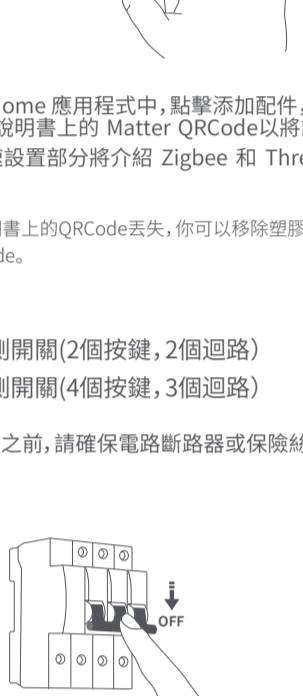 ome 應用程式中，點擊添加配件，
說明書上的 Matter QRCode以將
設置部分將介紹 Zigbee 和 Thre
書上的QRCode丟失，你可以移除塑膠
de。
開關(2個按鍵，2個迴路）
開關(4個按鍵，3個迴路）
之前，請確保電路斷路器或保險絲
OFF